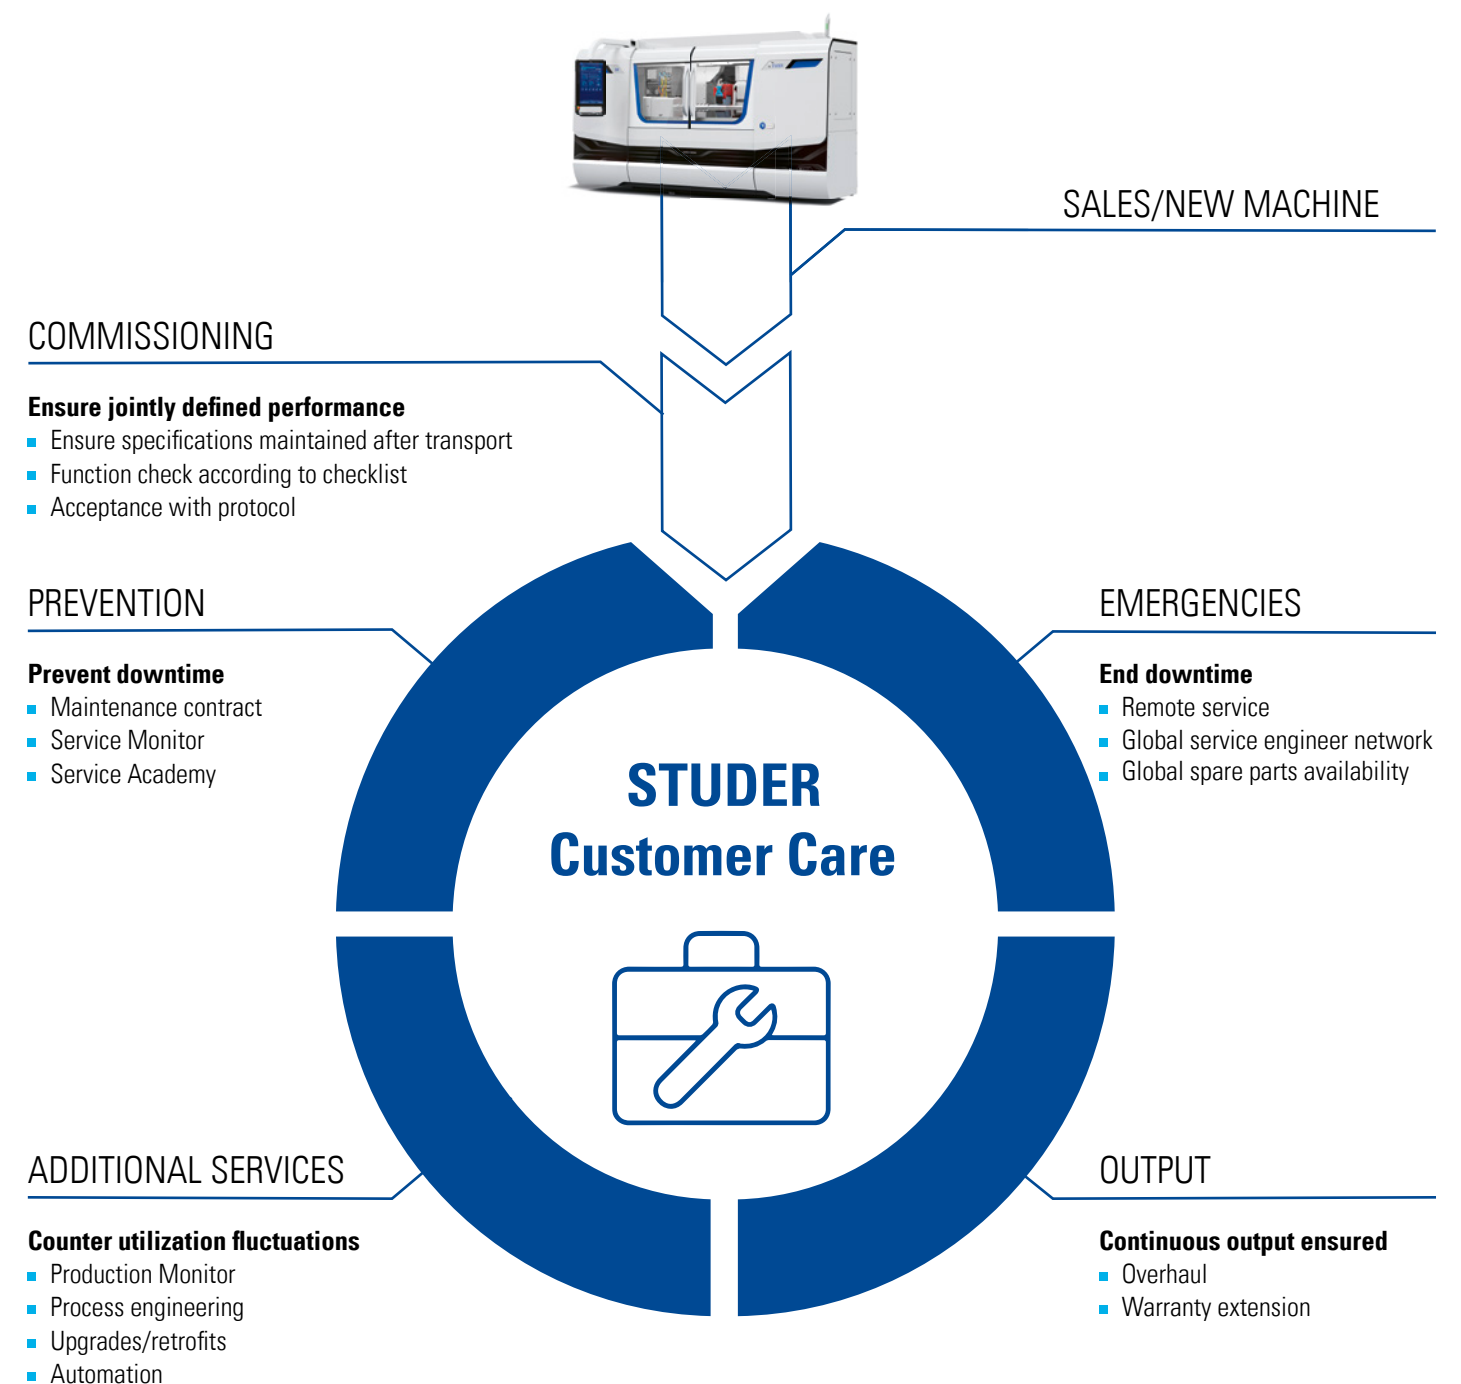 SALES/NEW MACHINE
COMMISSIONING
Ensure jointly defined performance
Ensure specifications maintained after transport
Function check according to checklist
Acceptance with protocol
PREVENTION
Prevent downtime
Maintenance contract
Service Monitor
Service Academy
EMERGENCIES
End downtime
Remote service
Global service engineer network
Global spare parts availability
STUDER
Customer Care
ADDITIONAL SERVICES
Counter utilization fluctuations
Production Monitor
Process engineering
Upgrades/retrofits
Automation
OUTPUT
Continuous output ensured
Overhaul
Warranty extension